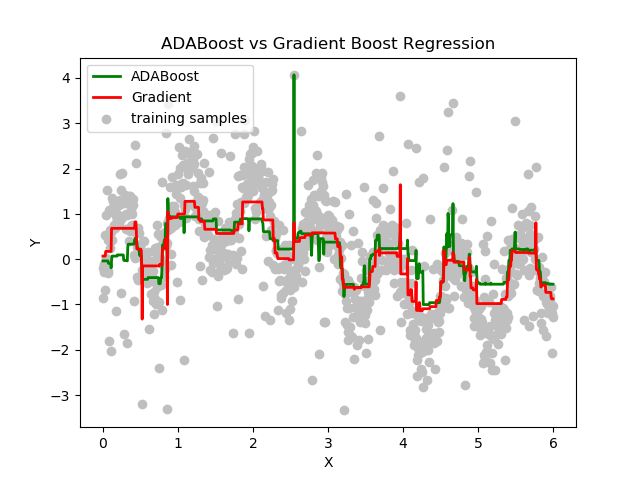 ADABoost vs Gradient Boost Regression
ADABoost
Gradient
training samples
Y
4
3
2
1
0
−1
−2
−3
0 1 2 3 4 5 6
X